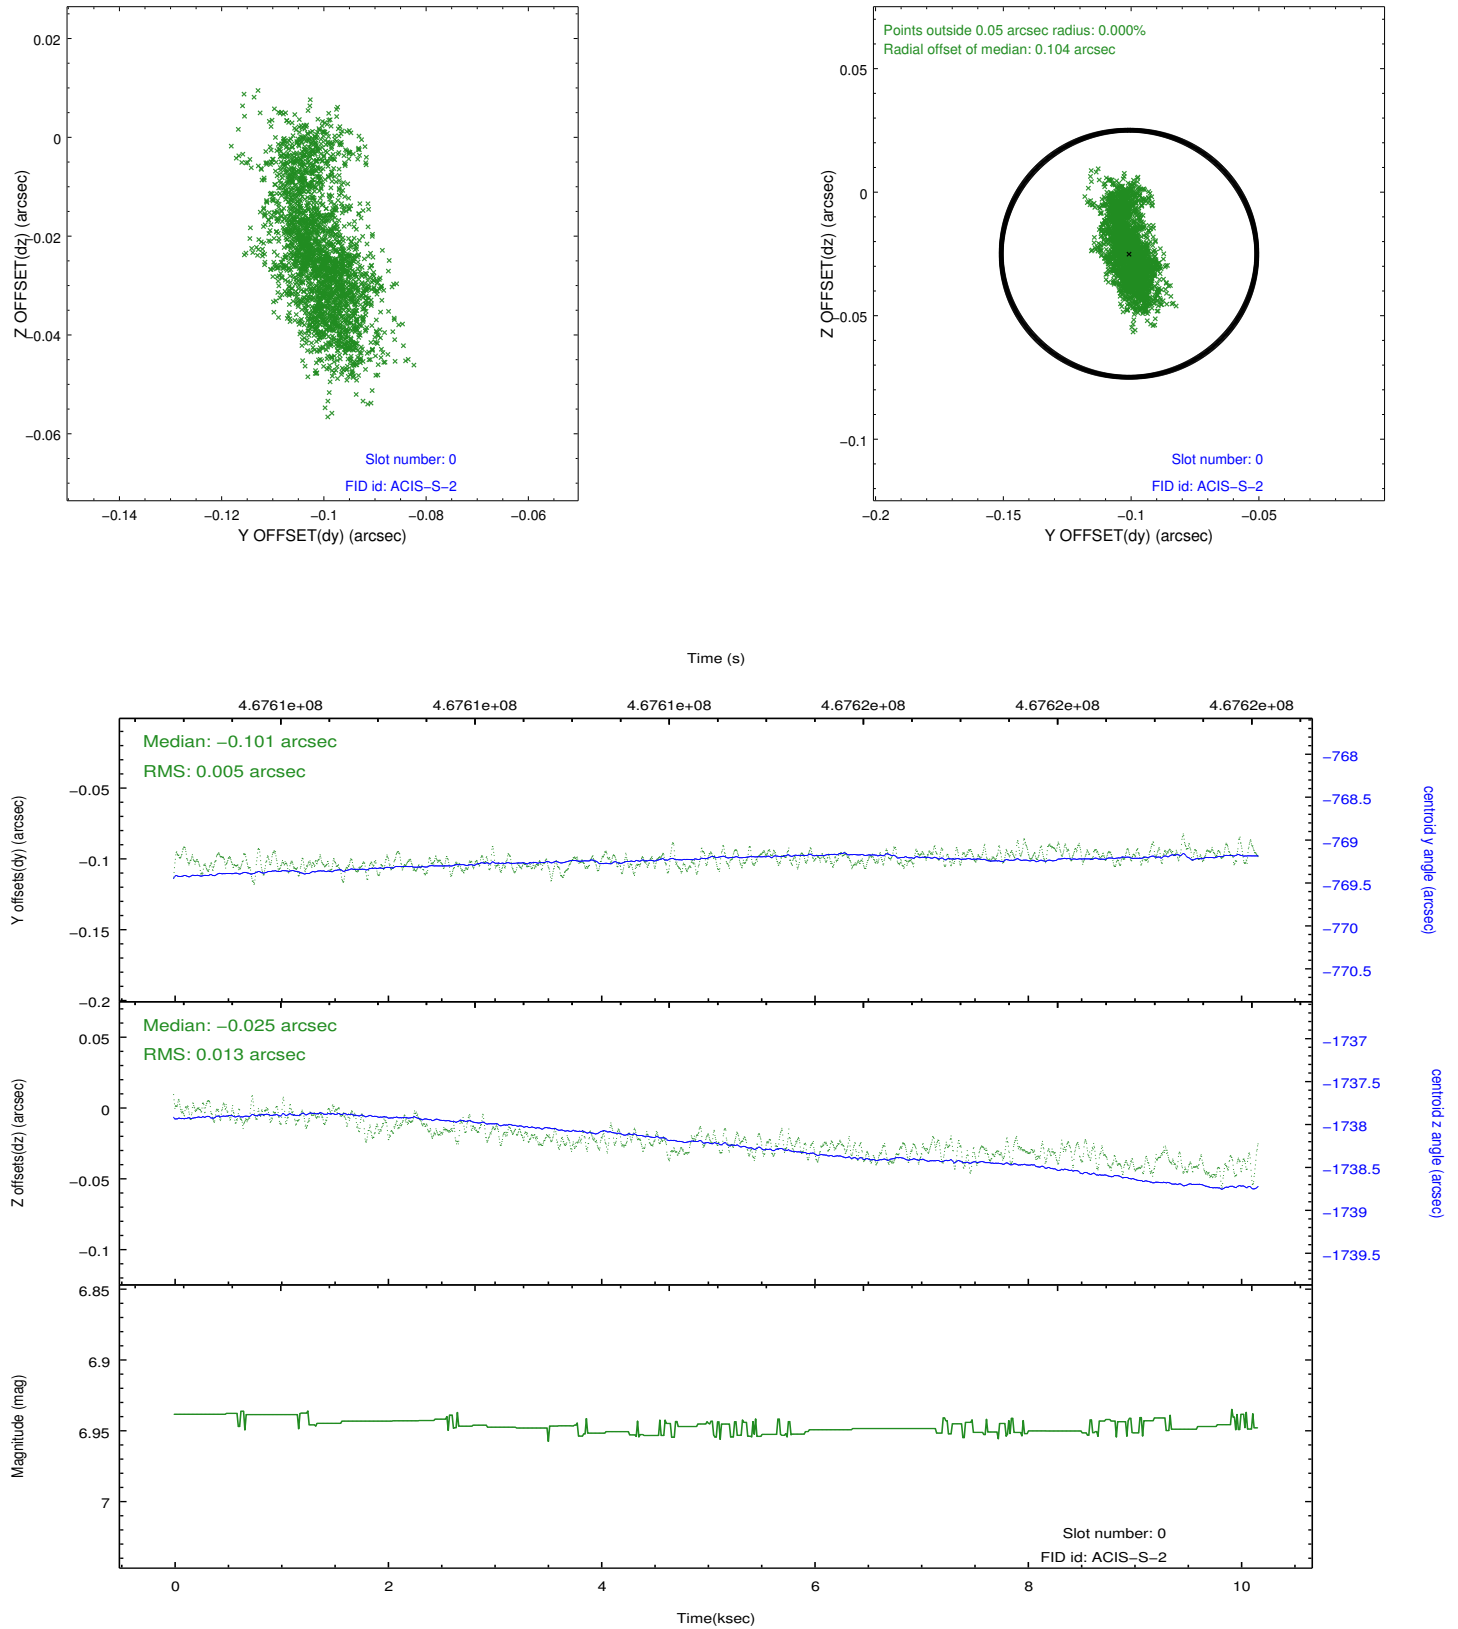 0.02
0
−0.02
−0.04
−0.06
Z OFFSET(dz) (arcsec)
Slot number: 0
FID id: ACIS−S−2
−0.14
−0.12
−0.1
−0.08
−0.06
Y OFFSET(dy) (arcsec)
Points outside 0.05 arcsec radius: 0.000%
Radial offset of median: 0.104 arcsec
0.05
0
−0.05
−0.1
Z OFFSET(dz) (arcsec)
Slot number: 0
FID id: ACIS−S−2
−0.2
−0.15
−0.1
−0.05
Y OFFSET(dy) (arcsec)
Time (s)
4.6761e+08
4.6761e+08
4.6761e+08
4.6762e+08
4.6762e+08
4.6762e+08
Median: −0.101 arcsec
RMS: 0.005 arcsec
−0.05
−0.1
−0.15
−0.2
Y offsets(dy) (arcsec)
−768
−768.5
−769
−769.5
−770
−770.5
centroid y angle (arcsec)
Median: −0.025 arcsec
RMS: 0.013 arcsec
0.05
0
−0.05
−0.1
Z offsets(dz) (arcsec)
−1737
−1737.5
−1738
−1738.5
−1739
−1739.5
centroid z angle (arcsec)
6.85
6.9
6.95
7
Magnitude (mag)
Slot number: 0
FID id: ACIS−S−2
0
2
4
6
8
10
Time(ksec)